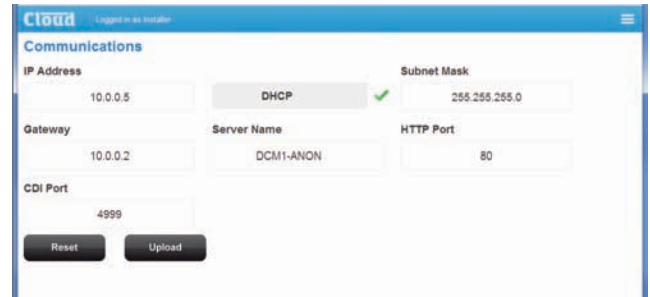 Cloud Logged in as Installer
Communications
IP Address Subnet Mask
10.0.0.5 DHCP 255.255.255.0
Gateway Server Name HTTP Port
10.0.0.2 DCM1-ANON 80
CDI Port
4999
Reset Upload